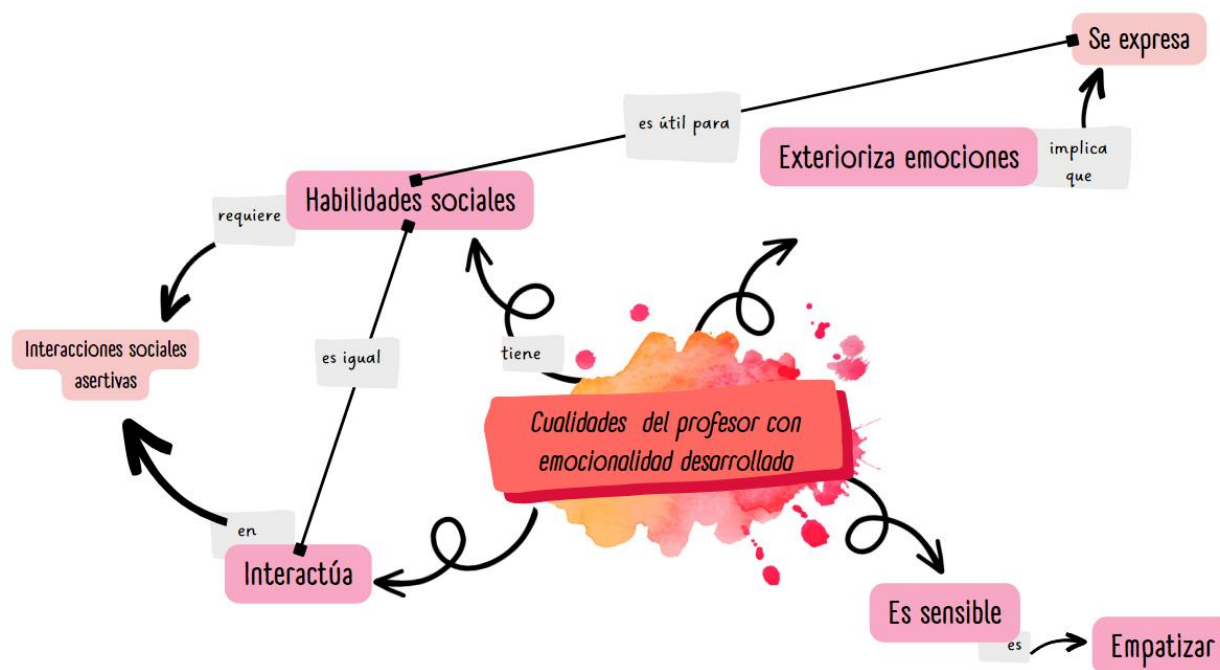 Se expresa
es útil para
Exterioriza emociones
implica
que
Habilidades sociales
requiere
Interacciones sociales
asertivas
es igual
tiene
Cualidades del profesor con
emocionalidad desarrollada
en
Interactúa
Es sensible
es
Empatizar